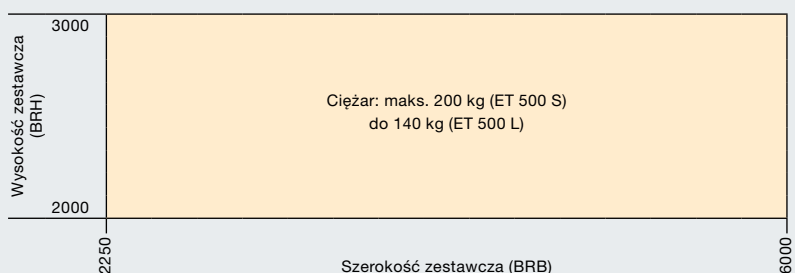 3000
Wysokość zestawcza
(BRH)
Ciężar: maks. 200 kg (ET 500 S)
do 140 kg (ET 500 L)
2000
2250
Szerokość zestawcza (BRB)
6000